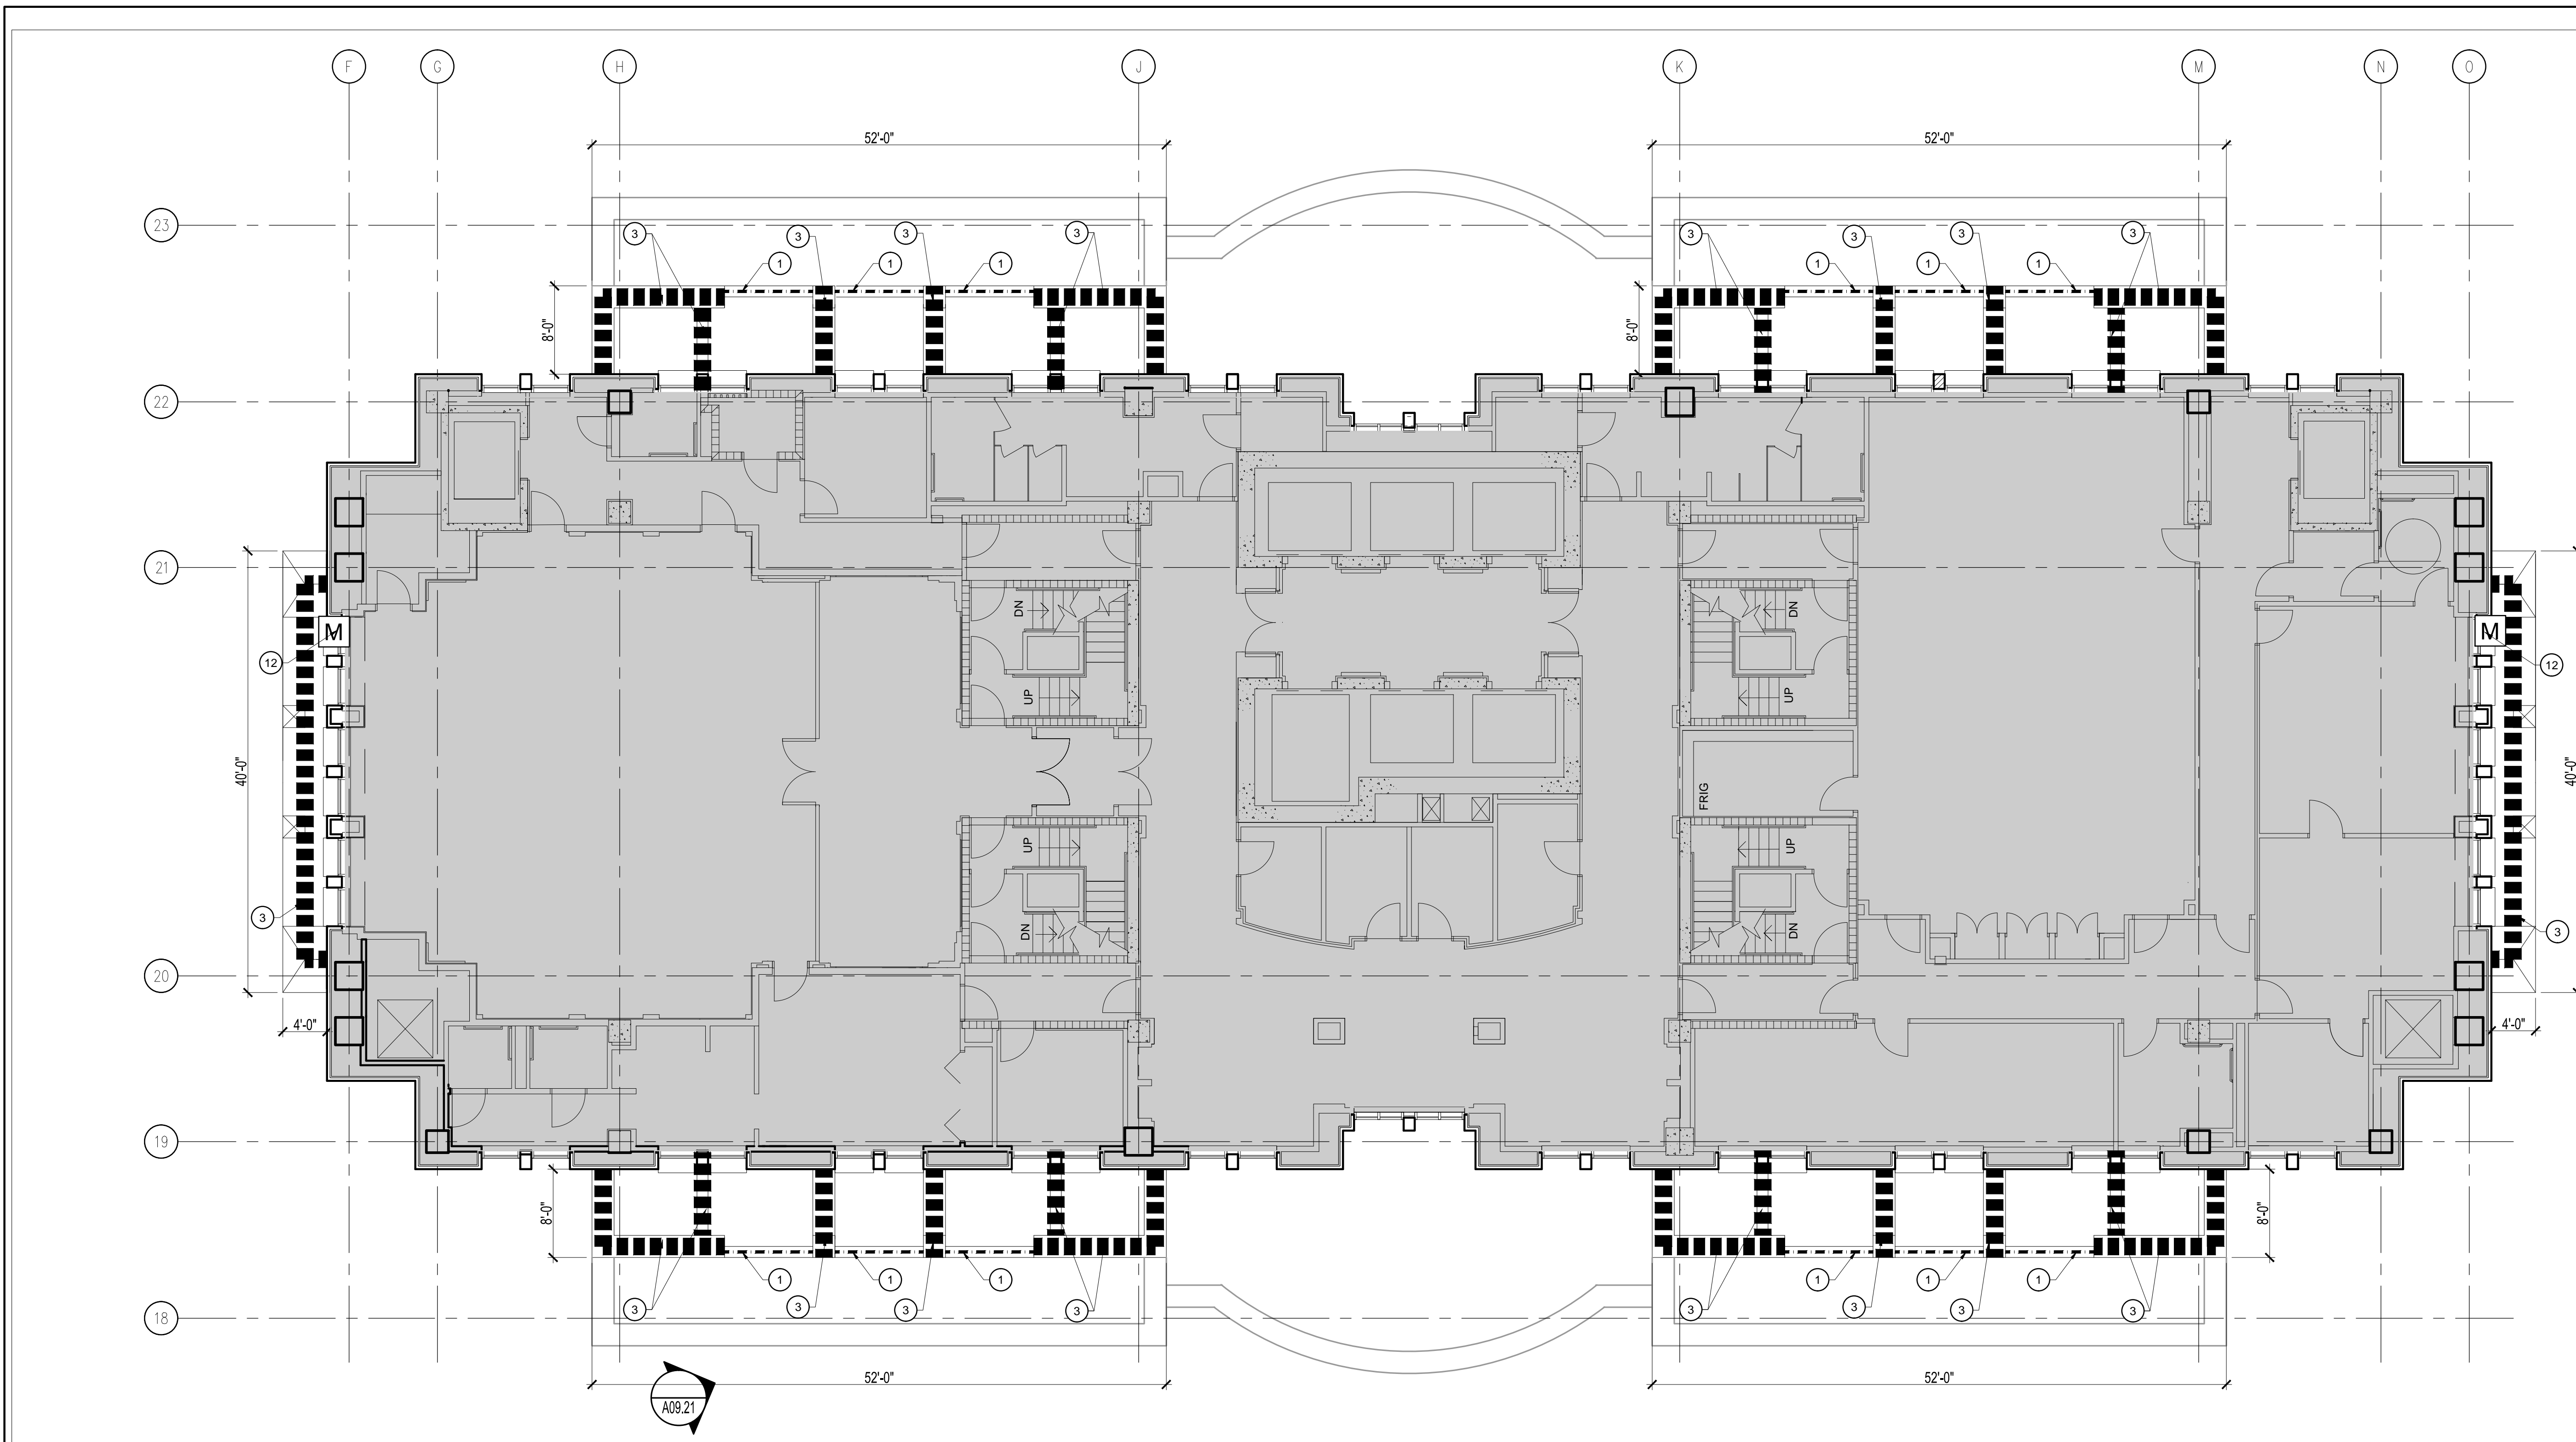 F G H J K M N O
52'-0" 52'-0"
23
3 3 3 3 3 3 3 3
1 1 1 1 1 1
8'-0" 8'-0"
22
21
DN DN
M M
12 12
UP UP
40'-0" 40'-0"
FRIG
UP UP
3 3
DN DN
20
4'-0" 4'-0"
19
8'-0" 8'-0"
1 1 1 1 1 1
3 3 3 3 3 3 3 3
18
52'-0" 52'-0"
A09.21